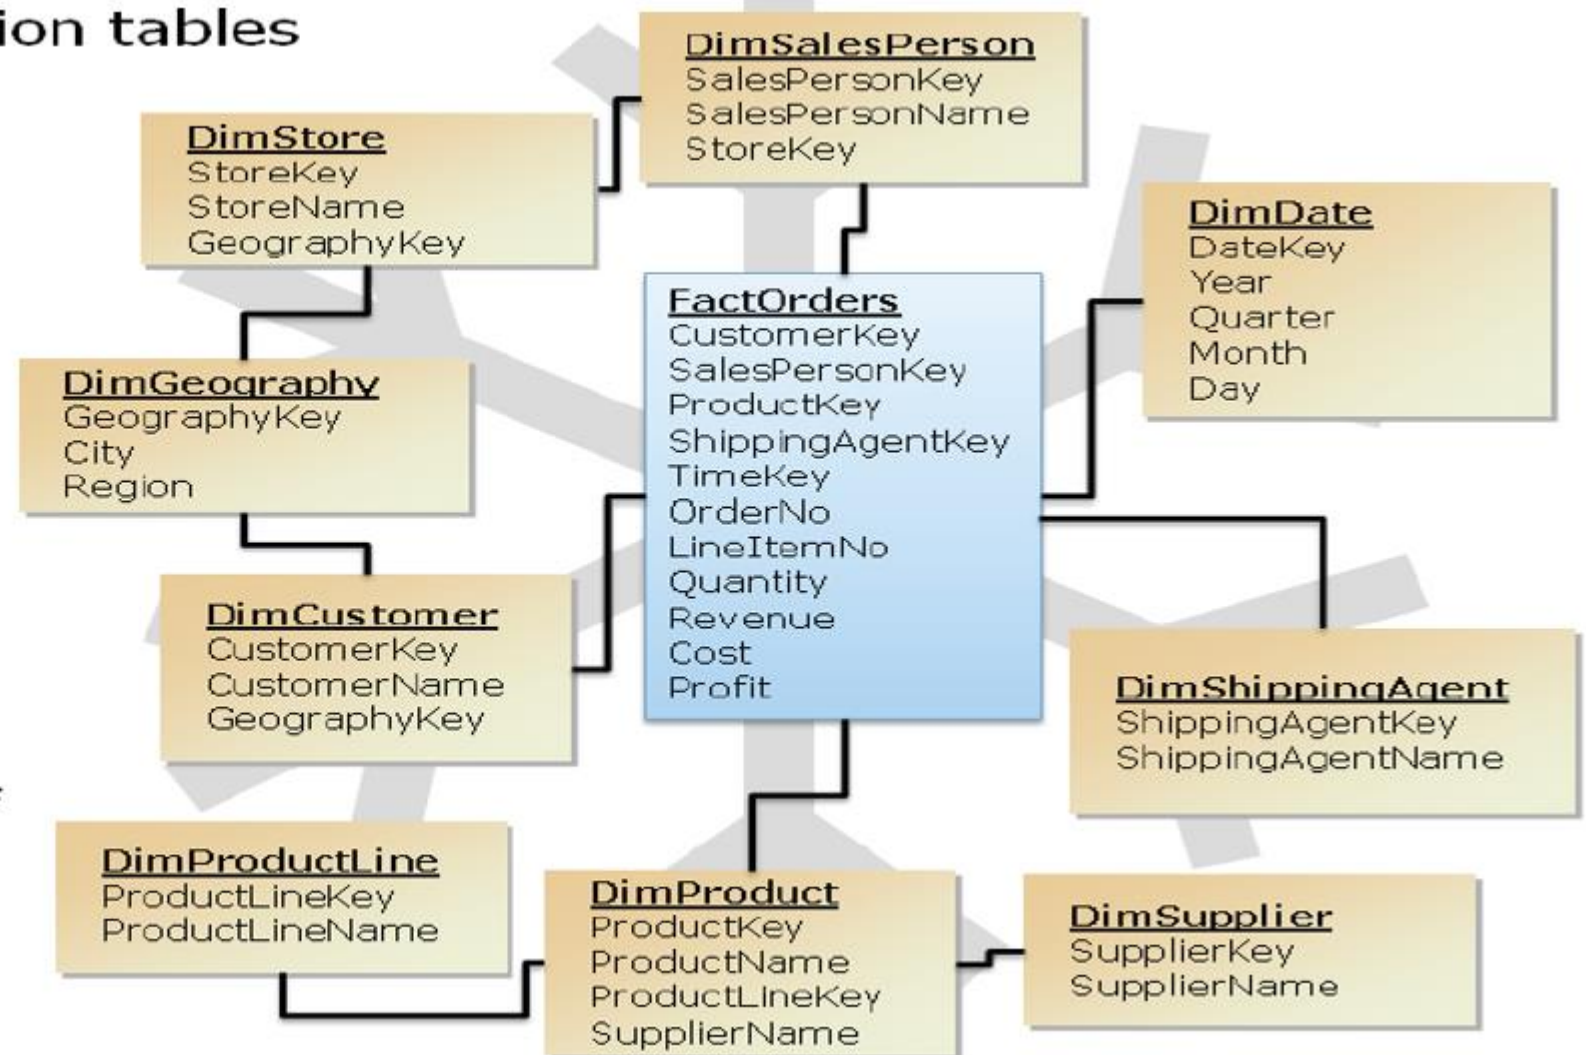 ion tables
DimSalesPerson
SalesPersonKey
SalesPersonName
StoreKey
DimStore
StoreKey
StoreName
GeographyKey
DimDate
DateKey
Year
Quarter
Month
Day
FactOrders
CustomerKey
SalesPersonKey
ProductKey
ShippingAgentKey
TimeKey
OrderNo
LineItemNo
Quantity
Revenue
Cost
Profit
DimGeography
GeographyKey
City
Region
DimCustomer
CustomerKey
CustomerName
GeographyKey
DimShippingAgent
ShippingAgentKey
ShippingAgentName
DimProductLine
ProductLineKey
ProductLineName
DimProduct
ProductKey
ProductName
ProductLineKey
SupplierName
DimSupplier
SupplierKey
SupplierName